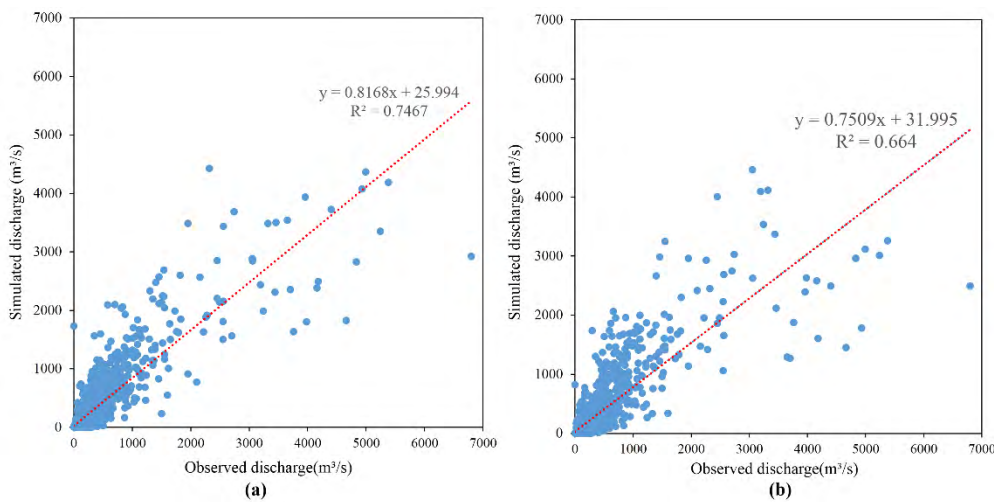 7000
6000
5000
4000
3000
2000
1000
0
Simulated discharge (m³/s)
y = 0.8168x + 25.994
R² = 0.7467
0 1000 2000 3000 4000 5000 6000 7000
Observed discharge(m³/s)
(a)
7000
6000
5000
4000
3000
2000
1000
0
Simulated discharge (m³/s)
y = 0.7509x + 31.995
R² = 0.664
0 1000 2000 3000 4000 5000 6000 7000
Observed discharge(m³/s)
(b)